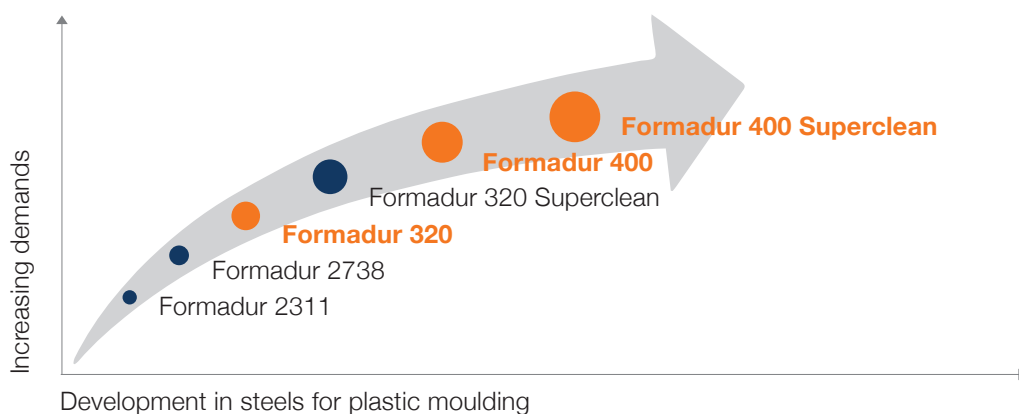 Increasing demands
Formadur 400 Superclean
Formadur 400
Formadur 320 Superclean
Formadur 320
Formadur 2738
Formadur 2311
Development in steels for plastic moulding